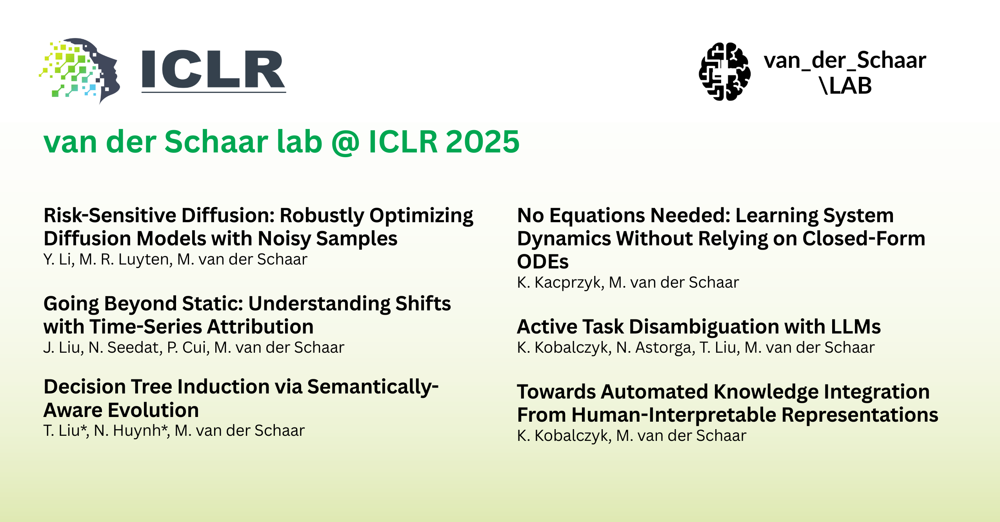 ICLR
van_der_Schaar
\LAB
van der Schaar lab @ ICLR 2025
Risk-Sensitive Diffusion: Robustly Optimizing
Diffusion Models with Noisy Samples
Y. Li, M. R. Luyten, M. van der Schaar
Going Beyond Static: Understanding Shifts
with Time-Series Attribution
J. Liu, N. Seedat, P. Cui, M. van der Schaar
Decision Tree Induction via Semantically-
Aware Evolution
T. Liu*, N. Huynh*, M. van der Schaar
No Equations Needed: Learning System
Dynamics Without Relying on Closed-Form
ODEs
K. Kacprzyk, M. van der Schaar
Active Task Disambiguation with LLMs
K. Kobalczyk, N. Astorga, T. Liu, M. van der Schaar
Towards Automated Knowledge Integration
From Human-Interpretable Representations
K. Kobalczyk, M. van der Schaar